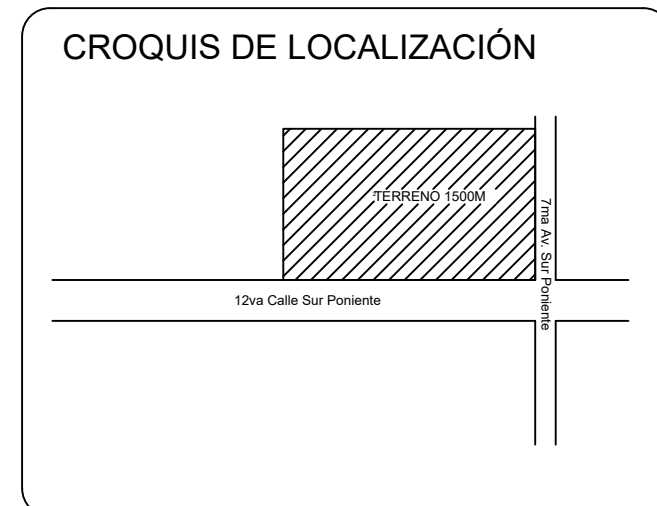 CROQUIS DE LOCALIZACIÓN
TERRENO 1500M
7ma Av. Sur Poniente
12va Calle Sur Poniente